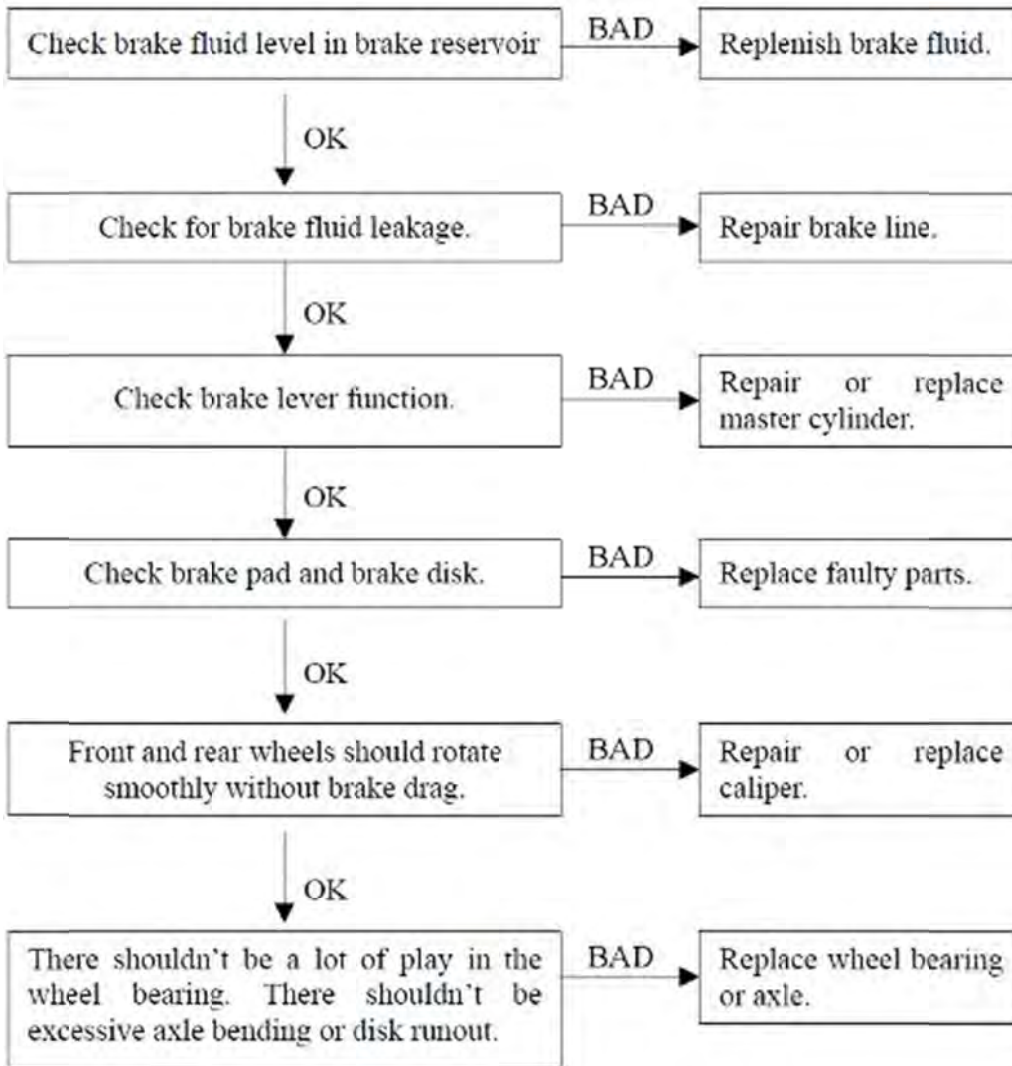 Check brake fluid level in brake reservoir
BAD
Replenish brake fluid.
OK
Check for brake fluid leakage.
BAD
Repair brake line.
OK
Check brake lever function.
BAD
Repair or replace
master cylinder.
OK
Check brake pad and brake disk.
BAD
Replace faulty parts.
OK
Front and rear wheels should rotate
smoothly without brake drag.
BAD
Repair or replace
caliper.
OK
There shouldn't be a lot of play in the
wheel bearing. There shouldn't be
excessive axle bending or disk runout.
BAD
Replace wheel bearing
or axle.